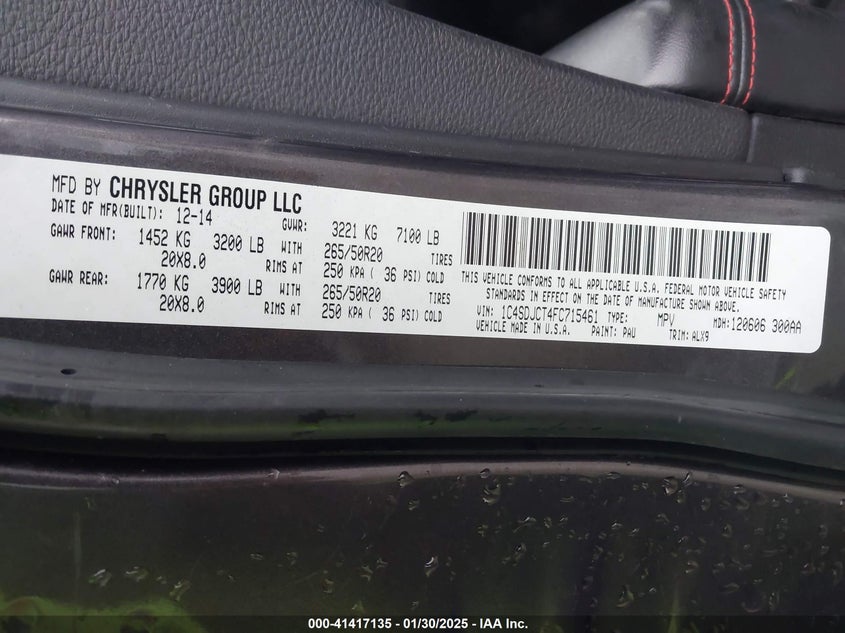 MFD BY CHRYSLER GROUP LLC
DATE OF MFR(BUILT): 12-14 GVWR: 3221 KG 7100 LB
GAWR FRONT: 1452 KG 3200 LB WITH 265/50R20 TIRES
20X8.0 RIMS AT 250 KPA ( 36 PSI) COLD
GAWR REAR: 1770 KG 3900 LB WITH 265/50R20 TIRES
20X8.0 RIMS AT 250 KPA ( 36 PSI) COLD
THIS VEHICLE CONFORMS TO ALL APPLICABLE U.S.A. FEDERAL MOTOR VEHICLE SAFETY
STANDARDS IN EFFECT ON THE DATE OF MANUFACTURE SHOWN ABOVE.
VIN: 1C4SDJCT4FC715461 TYPE: MPV MDH: 120606 300AA
VEHICLE MADE IN U.S.A. PAINT: PAU TRIM: ALX9
000-41417135 - 01/30/2025 - IAA Inc.